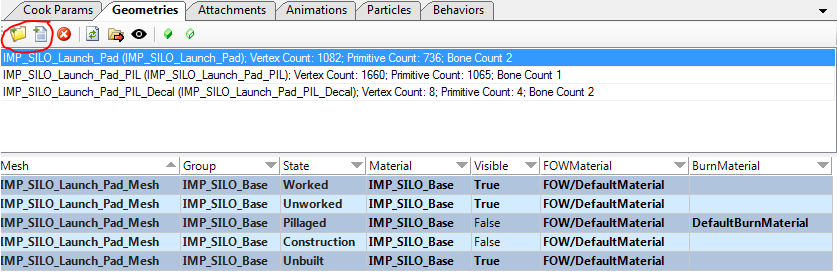 Cook Params Geometries Attachments Animations Particles Behaviors
IMP_SILO_Launch_Pad (IMP_SILO_Launch_Pad); Vertex Count: 1082; Primitive Count: 736; Bone Count 2
IMP_SILO_Launch_Pad_PIL (IMP_SILO_Launch_Pad_PIL); Vertex Count: 1660; Primitive Count: 1065; Bone Count 1
IMP_SILO_Launch_Pad_PIL_Decal (IMP_SILO_Launch_Pad_PIL_Decal); Vertex Count: 8; Primitive Count: 4; Bone Count 2
Mesh Group State Material Visible FOWMaterial BurnMaterial
IMP_SILO_Launch_Pad_Mesh IMP_SILO_Base Worked IMP_SILO_Base True FOW/DefaultMaterial
IMP_SILO_Launch_Pad_Mesh IMP_SILO_Base Unworked IMP_SILO_Base True FOW/DefaultMaterial
IMP_SILO_Launch_Pad_Mesh IMP_SILO_Base Pillaged IMP_SILO_Base False FOW/DefaultMaterial DefaultBurnMaterial
IMP_SILO_Launch_Pad_Mesh IMP_SILO_Base Construction IMP_SILO_Base False FOW/DefaultMaterial
IMP_SILO_Launch_Pad_Mesh IMP_SILO_Base Unbuilt IMP_SILO_Base True FOW/DefaultMaterial